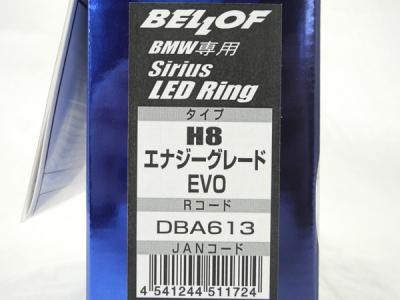 BELLOF
BMW専用
Sirius
LED Ring
タイプ
H8
エナジーグレード
EVO
Rコード
DBA613
JANコード
4 541244 511724